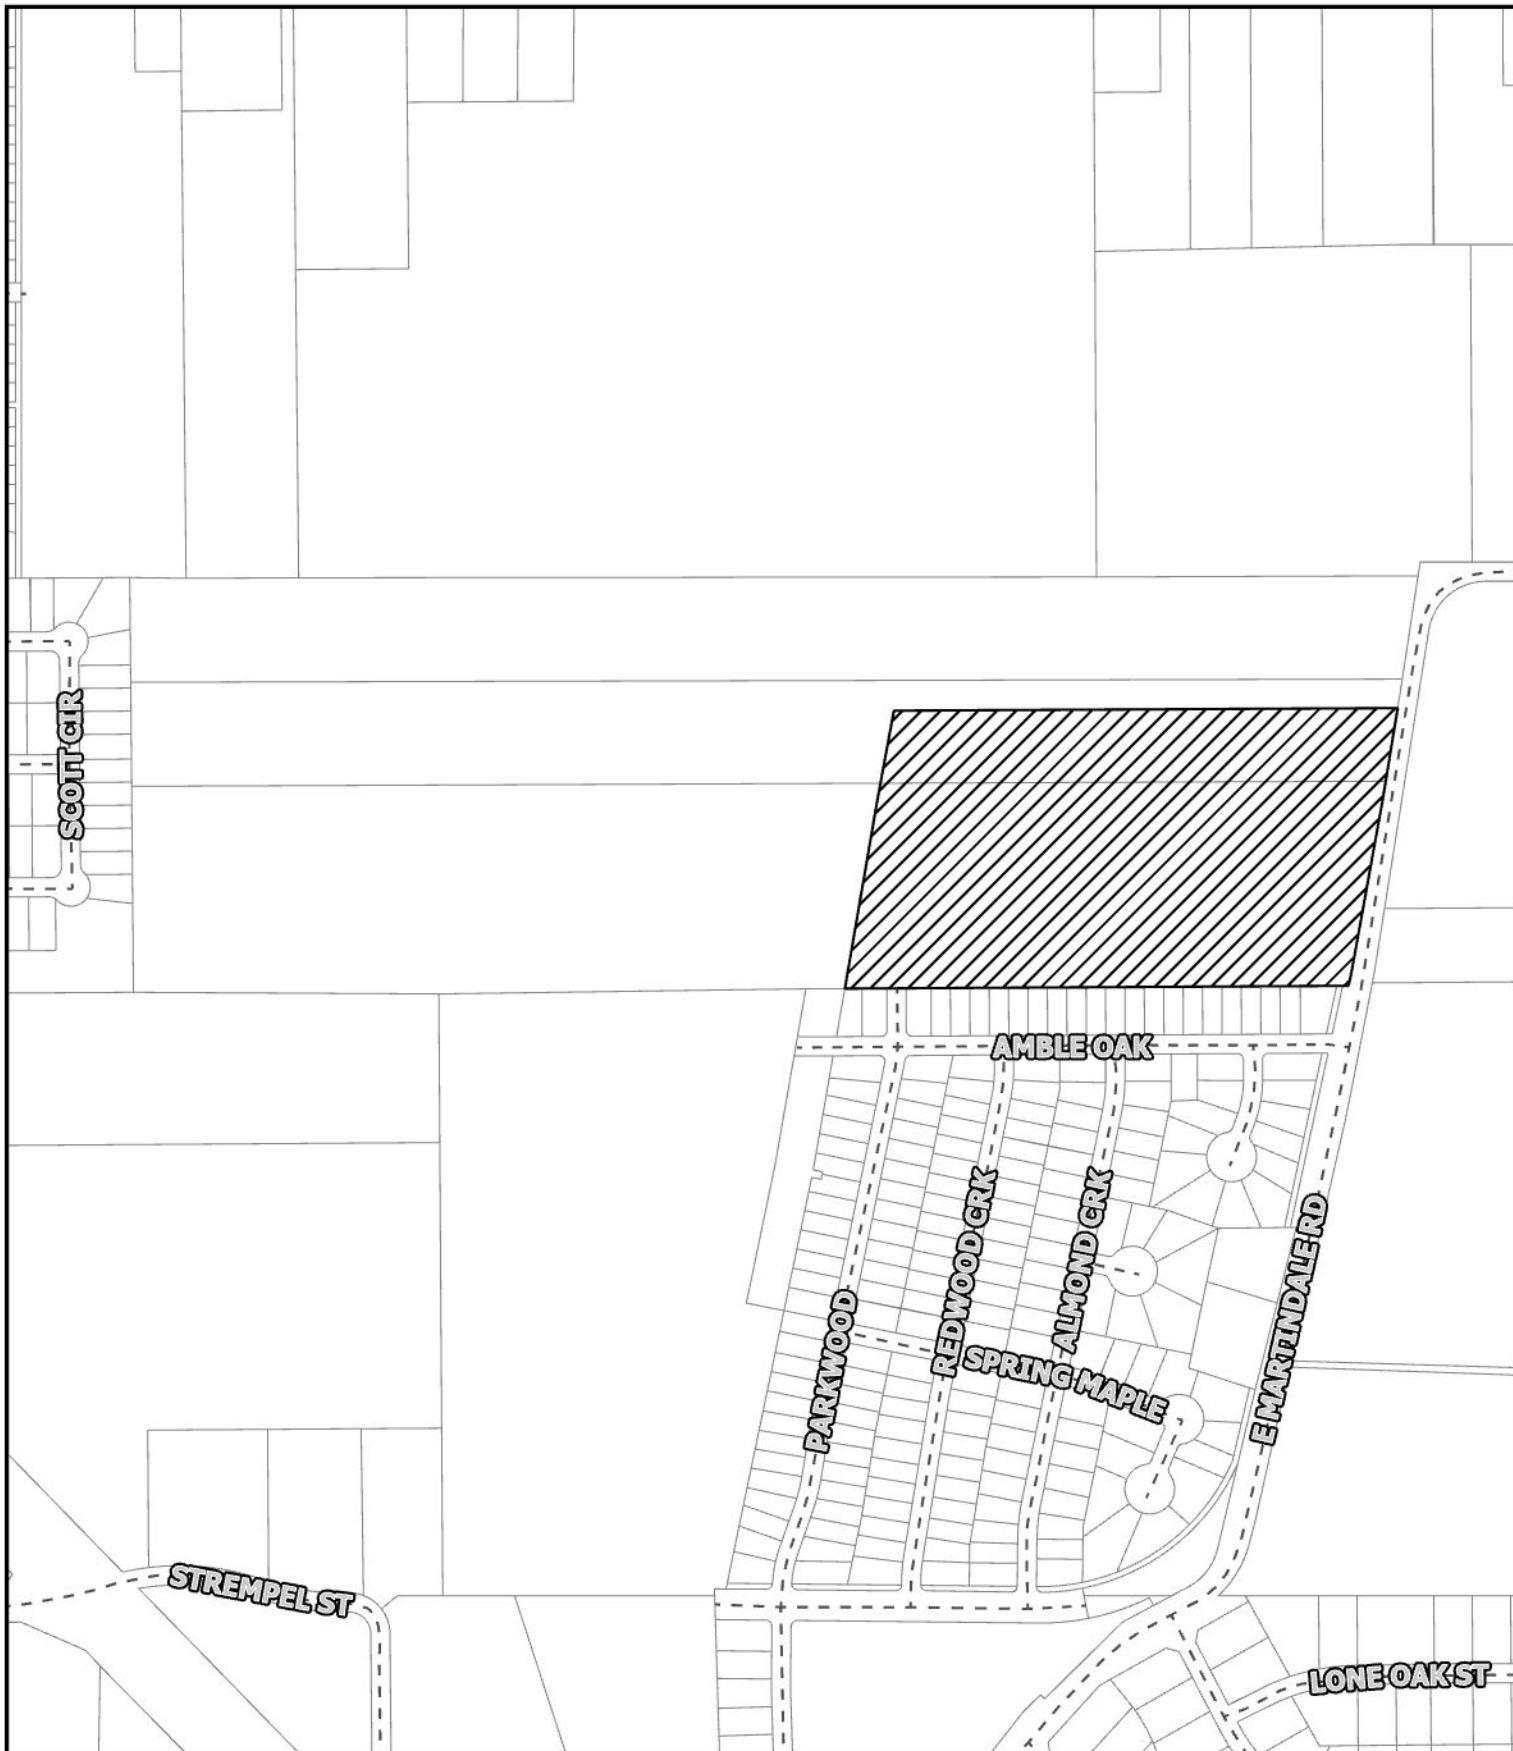 SCOTT CIR
AMBLE OAK
REDWOOD CRK
ALMOND CRK
E MARTINDALE RD
PARKWOOD
SPRING MAPLE
STREMPEL ST
LONE OAK ST